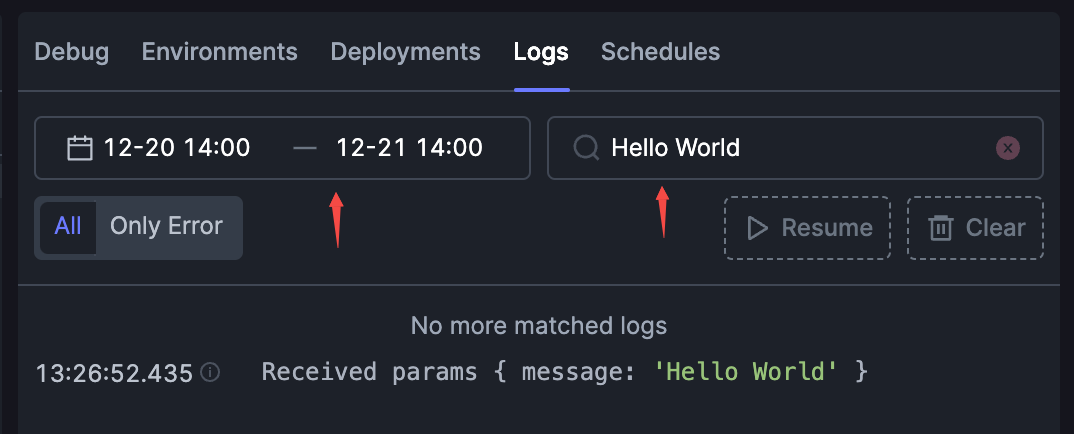 Debug Environments Deployments Logs Schedules
12-20 14:00 — 12-21 14:00 Hello World
All Only Error Resume Clear
No more matched logs
13:26:52.435 Received params { message: 'Hello World' }